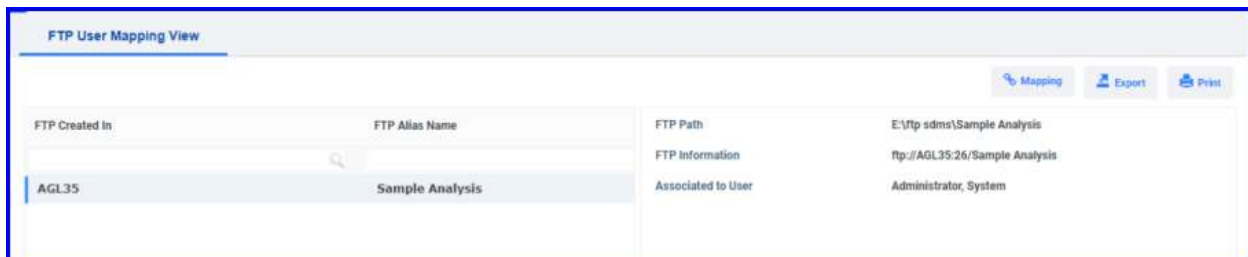 FTP User Mapping View
Mapping Export Print
FTP Created In FTP Alias Name
AGL35 Sample Analysis
FTP Path E:\ftp sdms\Sample Analysis
FTP Information ftp://AGL35:26/Sample Analysis
Associated to User Administrator, System